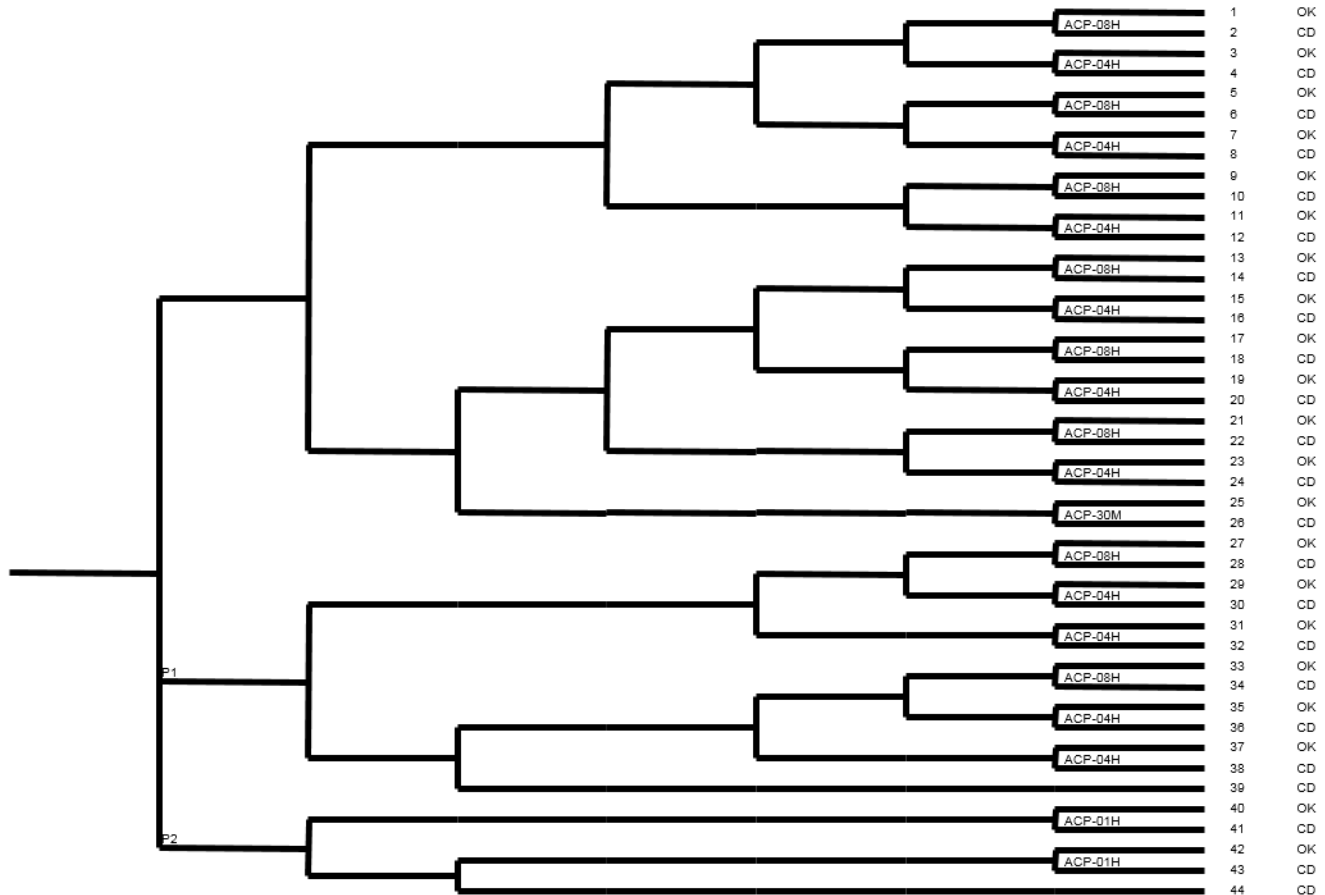 1 OK
ACP-08H
2 CD
3 OK
ACP-04H
4 CD
5 OK
ACP-08H
6 CD
7 OK
ACP-04H
8 CD
9 OK
ACP-08H
10 CD
11 OK
ACP-04H
12 CD
13 OK
ACP-08H
14 CD
15 OK
ACP-04H
16 CD
17 OK
ACP-08H
18 CD
19 OK
ACP-04H
20 CD
21 OK
ACP-08H
22 CD
23 OK
ACP-04H
24 CD
25 OK
ACP-30M
26 CD
27 OK
ACP-08H
28 CD
29 OK
ACP-04H
30 CD
31 OK
ACP-04H
32 CD
33 OK
P1 ACP-08H
34 CD
35 OK
ACP-04H
36 CD
37 OK
ACP-04H
38 CD
39 CD
40 OK
ACP-01H
41 CD
P2
42 OK
ACP-01H
43 CD
44 CD